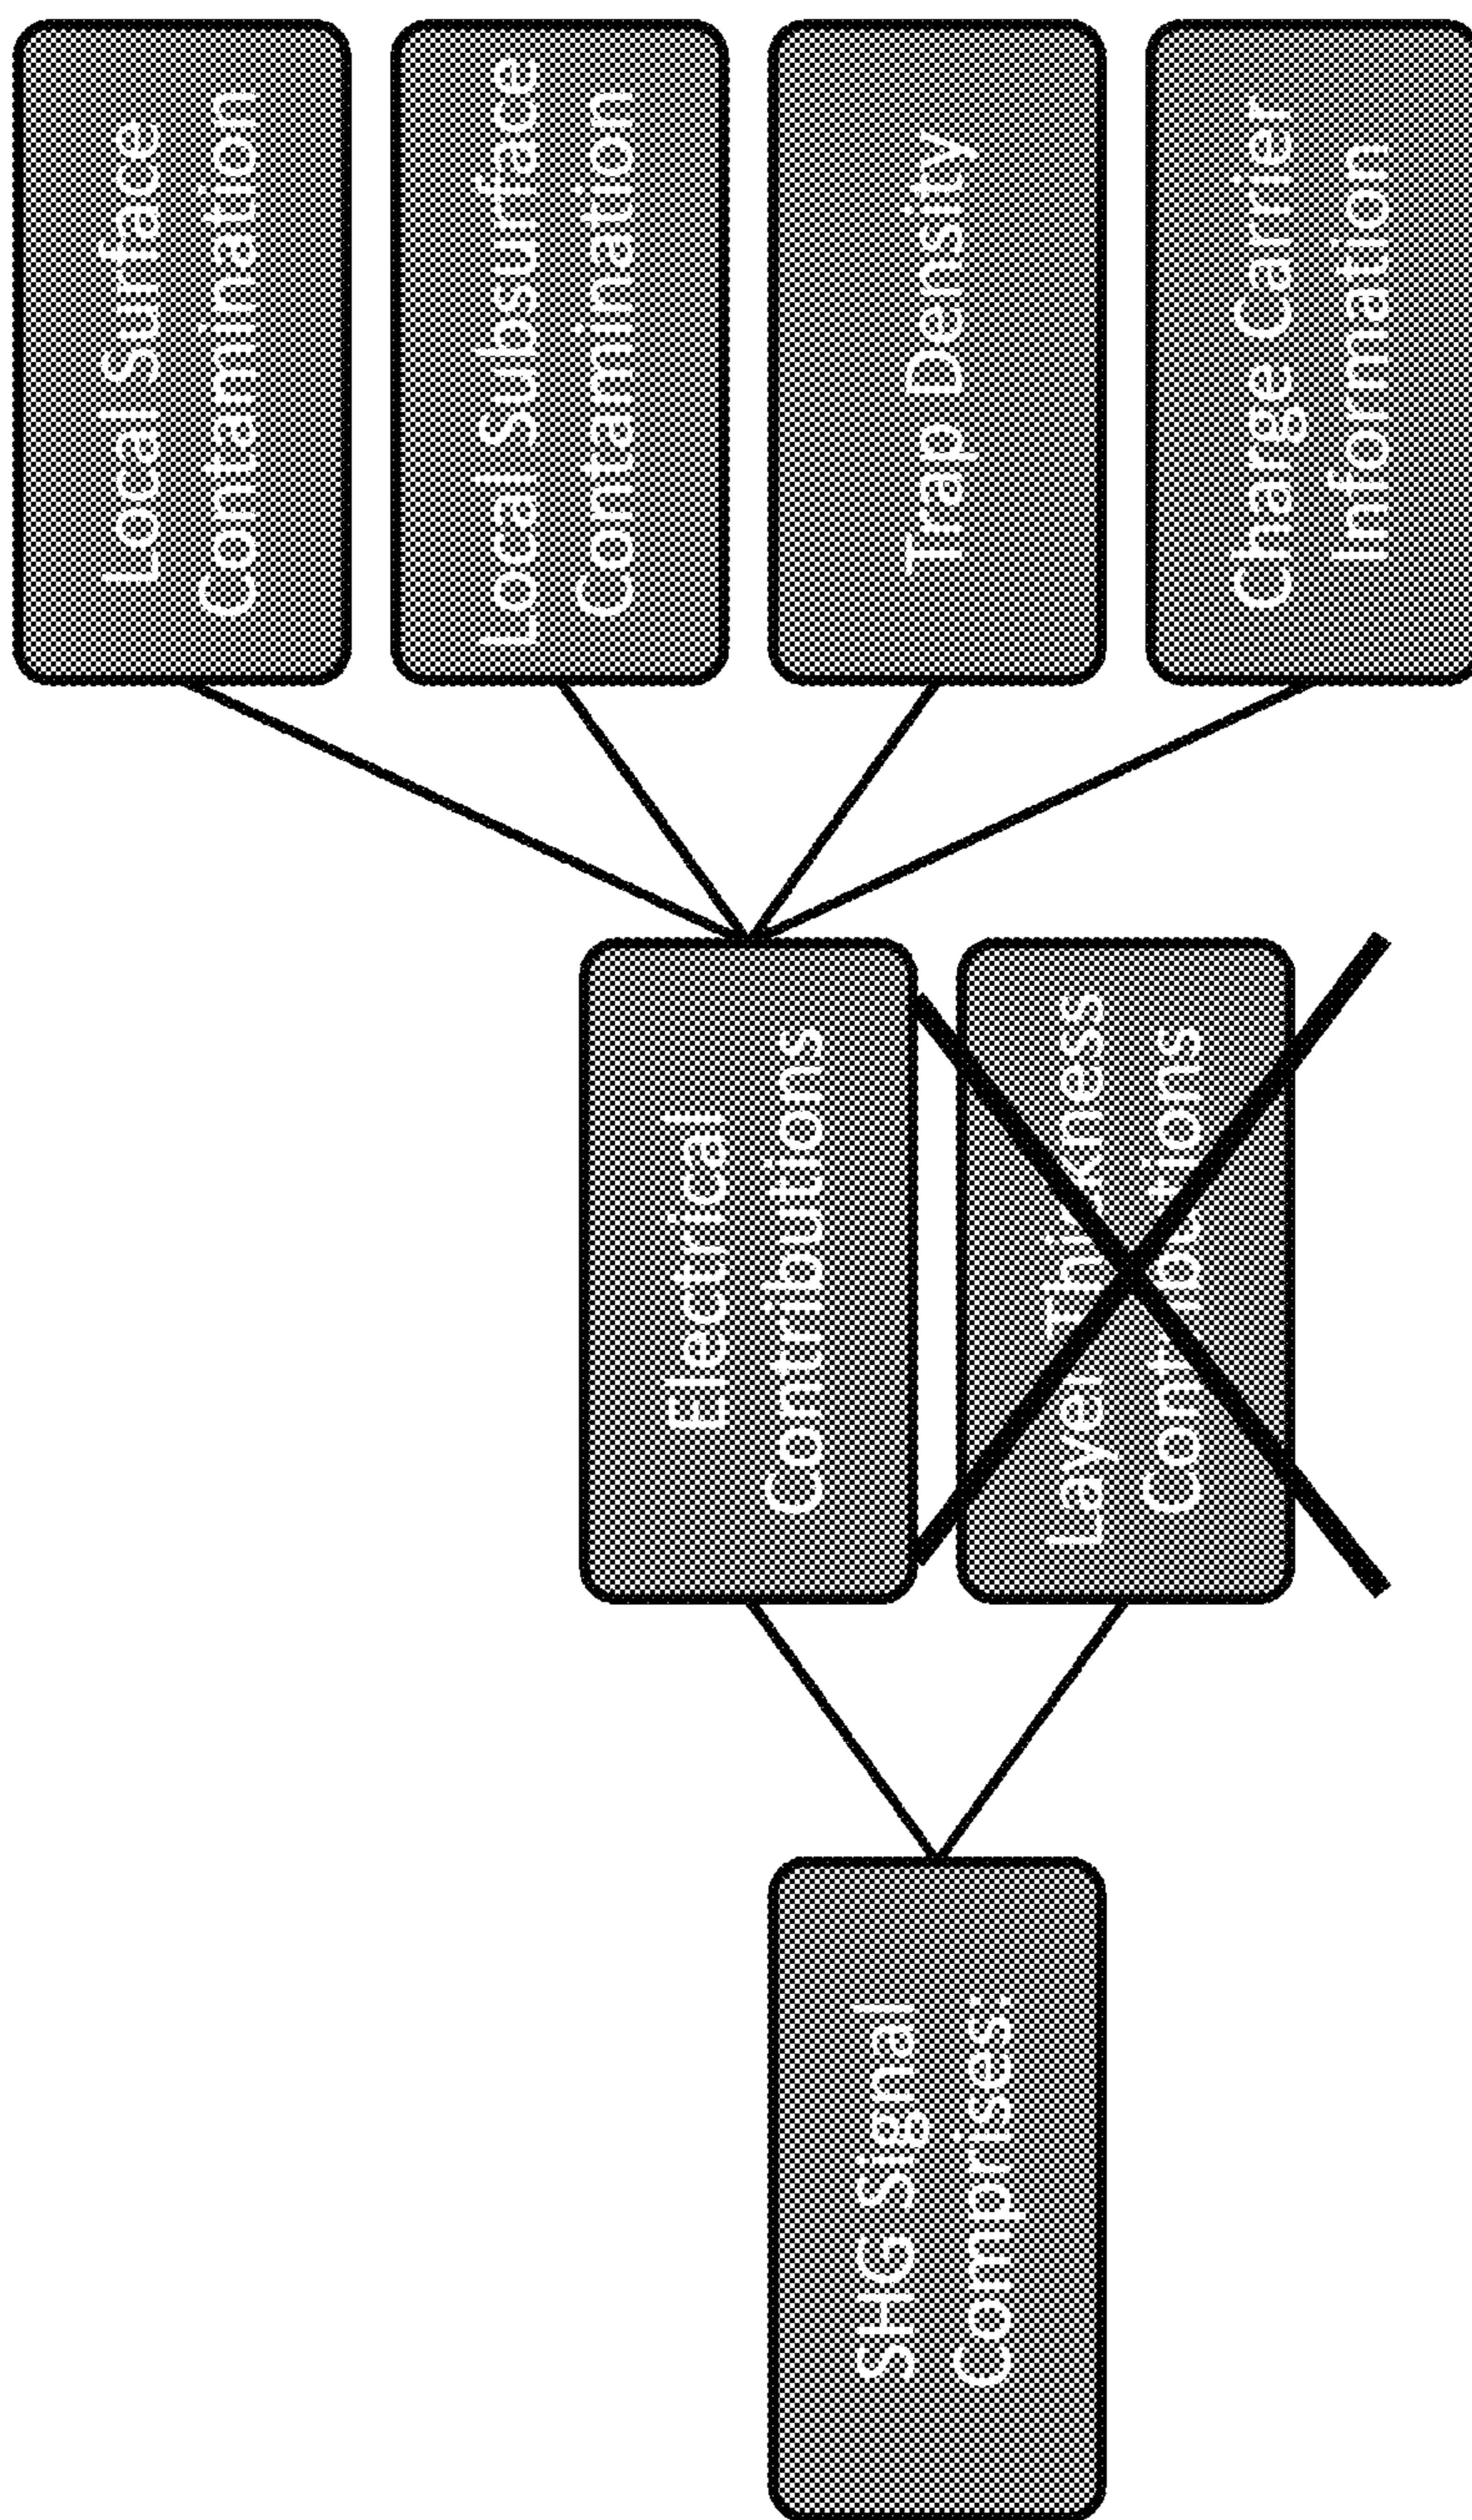 SHG Signal
Comprises:
Electrical
Contributions
Layer Thickness
Contributions
Local Surface
Contamination
Local Subsurface
Contamination
Trap Density
Charge Carrier
Information